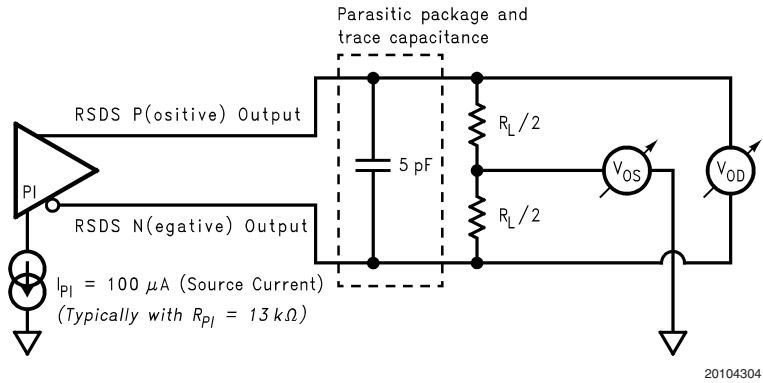 Parasitic package and
trace capacitance
RSDS P(ositive) Output
R_L/2
5 pF
V_OS
V_OD
PI
R_L/2
RSDS N(egative) Output
I_PI = 100 μA (Source Current)
(Typically with R_PI = 13 kΩ)
20104304